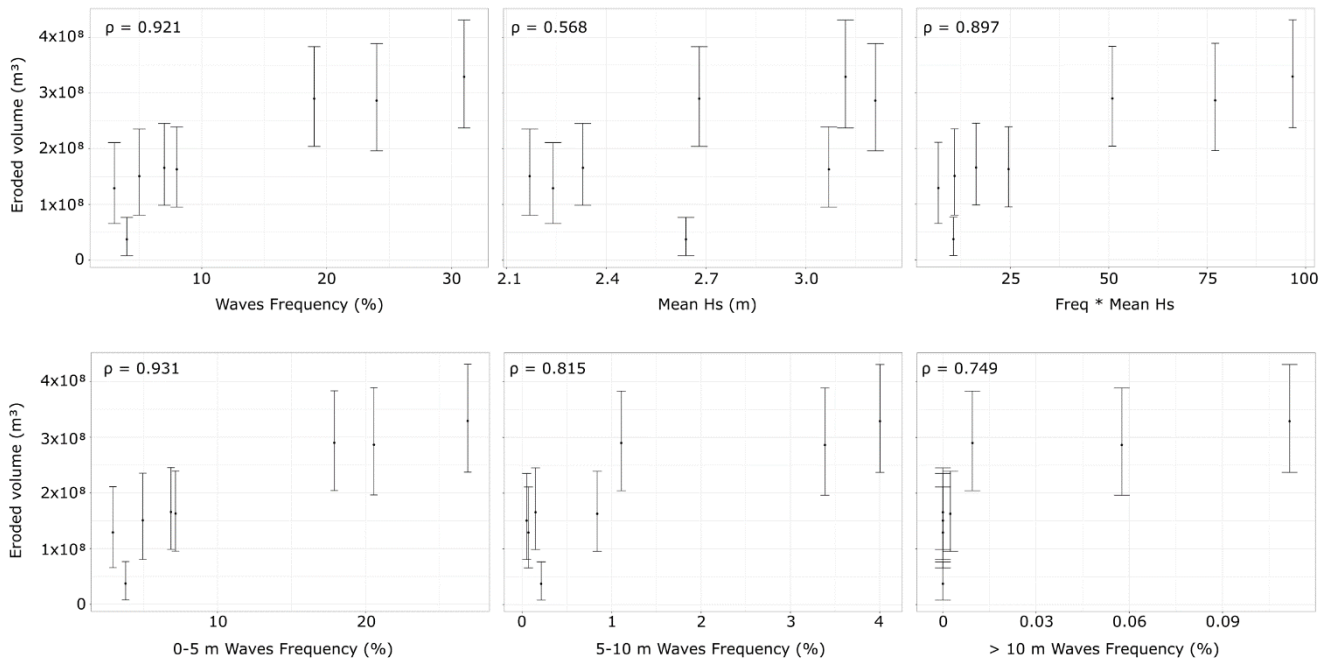 ρ = 0.921
ρ = 0.568
ρ = 0.897
Eroded volume (m³)
4x10⁸
3x10⁸
2x10⁸
1x10⁸
0
10
20
30
2.1
2.4
2.7
3.0
25
50
75
100
Waves Frequency (%)
Mean Hs (m)
Freq * Mean Hs
ρ = 0.931
ρ = 0.815
ρ = 0.749
Eroded volume (m³)
4x10⁸
3x10⁸
2x10⁸
1x10⁸
0
10
20
0
1
2
3
4
0
0.03
0.06
0.09
0-5 m Waves Frequency (%)
5-10 m Waves Frequency (%)
> 10 m Waves Frequency (%)